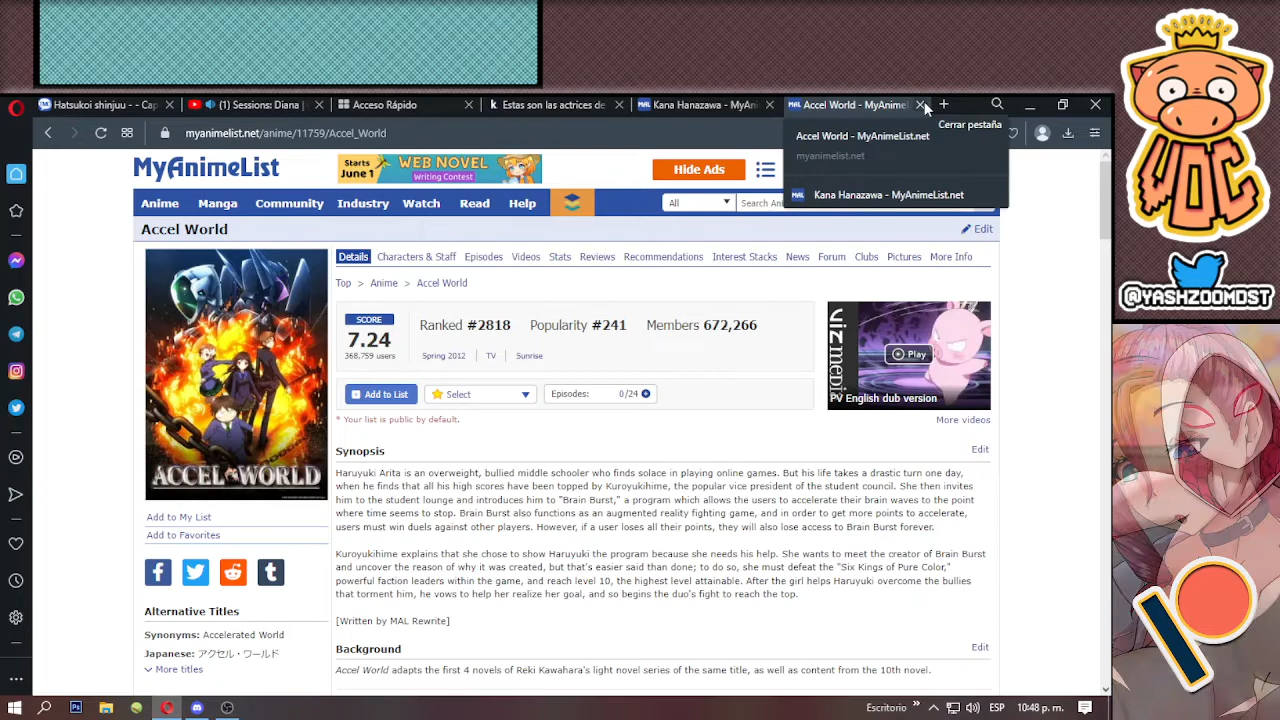 Hatsukoi shinjuu - - Cap
(1) Sessions: Diana |
Acceso Rápido
k Estas son las actrices de
MAL Kana Hanazawa - MyAni
MAL Accel World - MyAnimel
Cerrar pestaña
myanimelist.net/anime/11759/Accel_World
Accel World - MyAnimeList.net
myanimelist.net
MAL Kana Hanazawa - MyAnimeList.net
MyAnimeList
Starts June 1
WEB NOVEL
Writing Contest
Hide Ads
Anime Manga Community Industry Watch Read Help
All
Search Ani
Accel World
Edit
Details Characters & Staff Episodes Videos Stats Reviews Recommendations Interest Stacks News Forum Clubs Pictures More Info
Top > Anime > Accel World
SCORE
7.24
368,759 users
Ranked #2818 Popularity #241 Members 672,266
Spring 2012 | TV | Sunrise
Add to List
Select
Episodes: 0/24
* Your list is public by default.
viz media
Play
PV English dub version
More videos
ACCEL WORLD
Synopsis
Edit
Haruyuki Arita is an overweight, bullied middle schooler who finds solace in playing online games. But his life takes a drastic turn one day,
when he finds that all his high scores have been topped by Kuroyukihime, the popular vice president of the student council. She then invites
him to the student lounge and introduces him to "Brain Burst," a program which allows the users to accelerate their brain waves to the point
where time seems to stop. Brain Burst also functions as an augmented reality fighting game, and in order to get more points to accelerate,
users must win duels against other players. However, if a user loses all their points, they will also lose access to Brain Burst forever.
Kuroyukihime explains that she chose to show Haruyuki the program because she needs his help. She wants to meet the creator of Brain Burst
and uncover the reason of why it was created, but that's easier said than done; to do so, she must defeat the "Six Kings of Pure Color,"
powerful faction leaders within the game, and reach level 10, the highest level attainable. After the girl helps Haruyuki overcome the bullies
that torment him, he vows to help her realize her goal, and so begins the duo's fight to reach the top.
[Written by MAL Rewrite]
Background
Edit
Accel World adapts the first 4 novels of Reki Kawahara's light novel series of the same title, as well as content from the 10th novel.
Add to My List
Add to Favorites
Alternative Titles
Synonyms: Accelerated World
Japanese: アクセル・ワールド
More titles
@YASHZOOMDST
Escritorio
ESP
10:48 p. m.